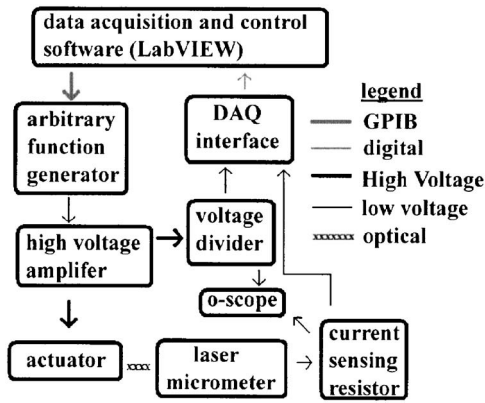 data acquisition and control
software (LabVIEW)
arbitrary
function
generator
DAQ
interface
legend
GPIB
digital
High Voltage
low voltage
optical
high voltage
amplifer
voltage
divider
o-scope
actuator
laser
micrometer
current
sensing
resistor